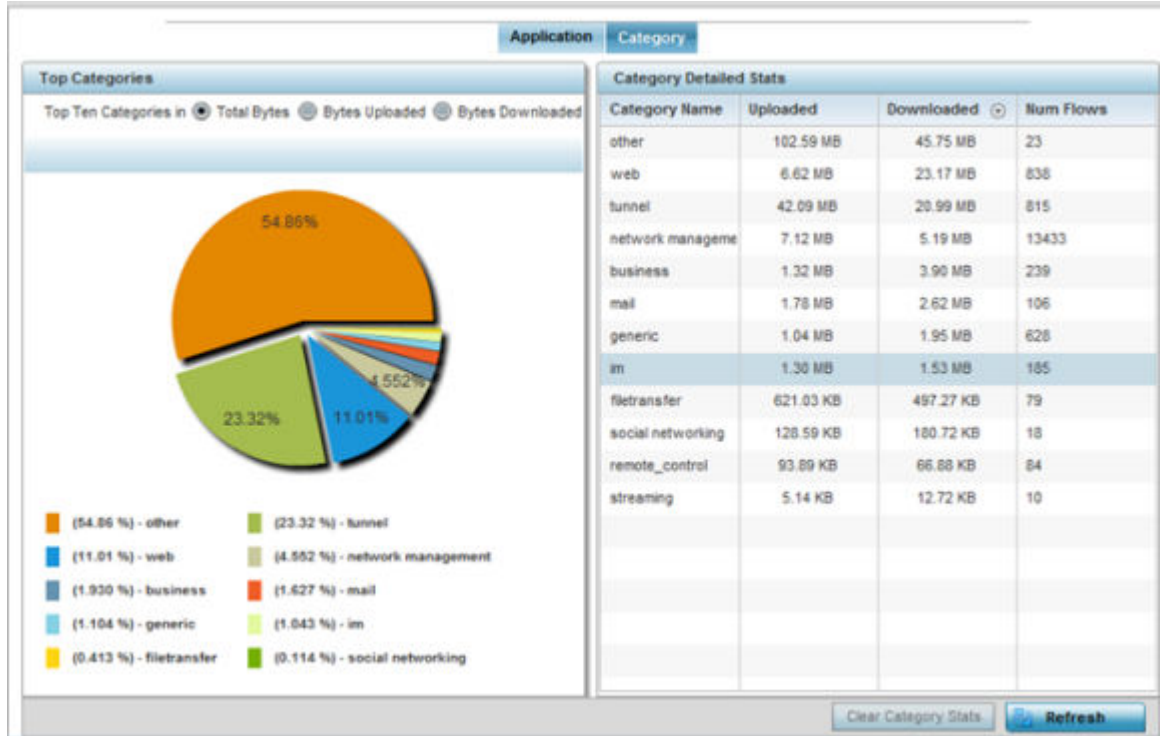 Application Category
Top Categories
Top Ten Categories in Total Bytes Bytes Uploaded Bytes Downloaded
54.86%
23.32%
11.01%
4.552%
(54.86 %) - other (23.32 %) - tunnel
(11.01 %) - web (4.552 %) - network management
(1.930 %) - business (1.627 %) - mail
(1.104 %) - generic (1.043 %) - im
(0.413 %) - filetransfer (0.114 %) - social networking
Category Detailed Stats
Category Name Uploaded Downloaded Num Flows
other 102.59 MB 45.75 MB 23
web 6.62 MB 23.17 MB 838
tunnel 42.09 MB 20.99 MB 815
network manageme 7.12 MB 5.19 MB 13433
business 1.32 MB 3.90 MB 239
mail 1.78 MB 2.62 MB 106
generic 1.04 MB 1.95 MB 628
im 1.30 MB 1.53 MB 185
filetransfer 621.03 KB 497.27 KB 79
social networking 128.59 KB 180.72 KB 18
remote_control 93.89 KB 66.88 KB 84
streaming 5.14 KB 12.72 KB 10
Clear Category Stats Refresh